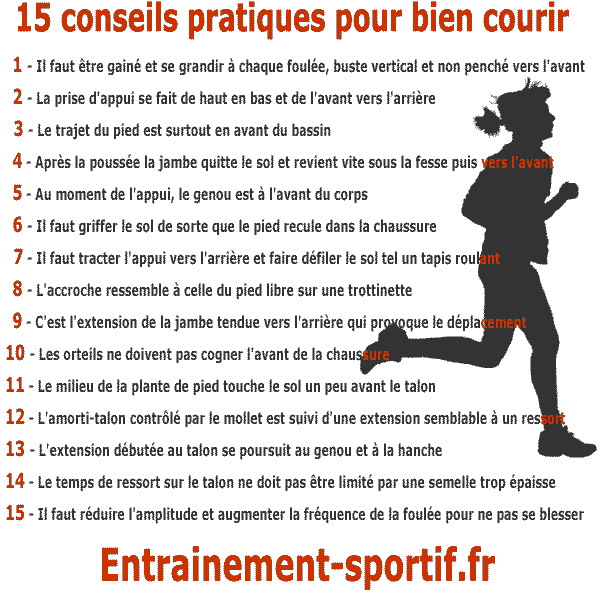 15 conseils pratiques pour bien courir
1 - Il faut être gainé et se grandir à chaque foulée, buste vertical et non penché vers l'avant
2 - La prise d'appui se fait de haut en bas et de l'avant vers l'arrière
3 - Le trajet du pied est surtout en avant du bassin
4 - Après la poussée la jambe quitte le sol et revient vite sous la fesse puis vers l'avant
5 - Au moment de l'appui, le genou est à l'avant du corps
6 - Il faut griffer le sol de sorte que le pied recule dans la chaussure
7 - Il faut tracter l'appui vers l'arrière et faire défiler le sol tel un tapis roulant
8 - L'accroche ressemble à celle du pied libre sur une trottinette
9 - C'est l'extension de la jambe tendue vers l'arrière qui provoque le déplacement
10 - Les orteils ne doivent pas cogner l'avant de la chaussure
11 - Le milieu de la plante de pied touche le sol un peu avant le talon
12 - L'amorti-talon contrôlé par le mollet est suivi d'une extension semblable à un ressort
13 - L'extension débutée au talon se poursuit au genou et à la hanche
14 - Le temps de ressort sur le talon ne doit pas être limité par une semelle trop épaisse
15 - Il faut réduire l'amplitude et augmenter la fréquence de la foulée pour ne pas se blesser
Entrainement-sportif.fr